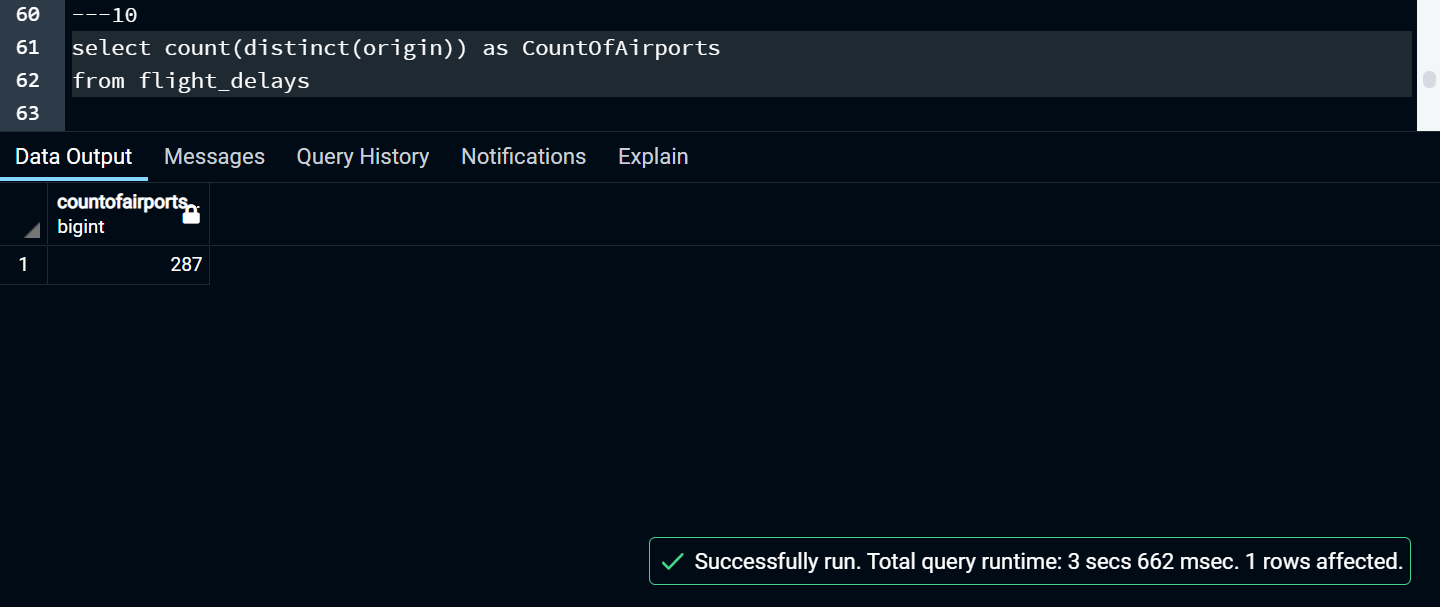 60 ---10
61 select count(distinct(origin)) as CountOfAirports
62 from flight_delays
63
Data Output Messages Query History Notifications Explain
countofairports
bigint
1 287
Successfully run. Total query runtime: 3 secs 662 msec. 1 rows affected.